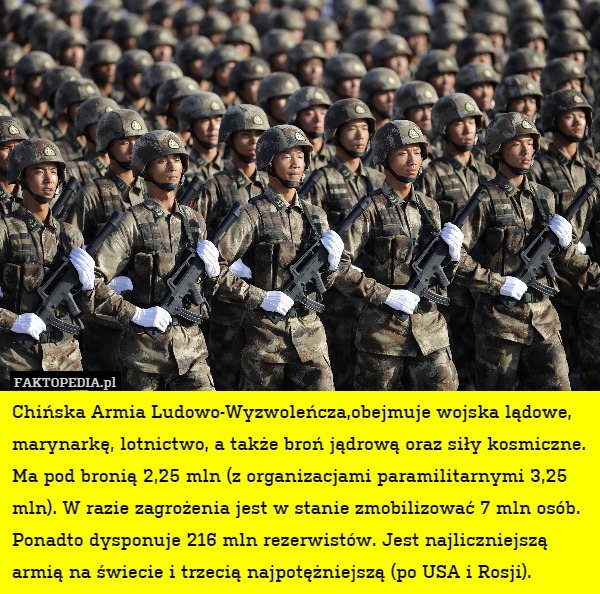 FAKTOPEDIA.pl
Chińska Armia Ludowo-Wyzwoleńcza,obejmuje wojska lądowe,
marynarkę, lotnictwo, a także broń jądrową oraz siły kosmiczne.
Ma pod bronią 2,25 mln (z organizacjami paramilitarnymi 3,25
mln). W razie zagrożenia jest w stanie zmobilizować 7 mln osób.
Ponadto dysponuje 216 mln rezerwistów. Jest najliczniejszą
armią na świecie i trzecią najpotężniejszą (po USA i Rosji).